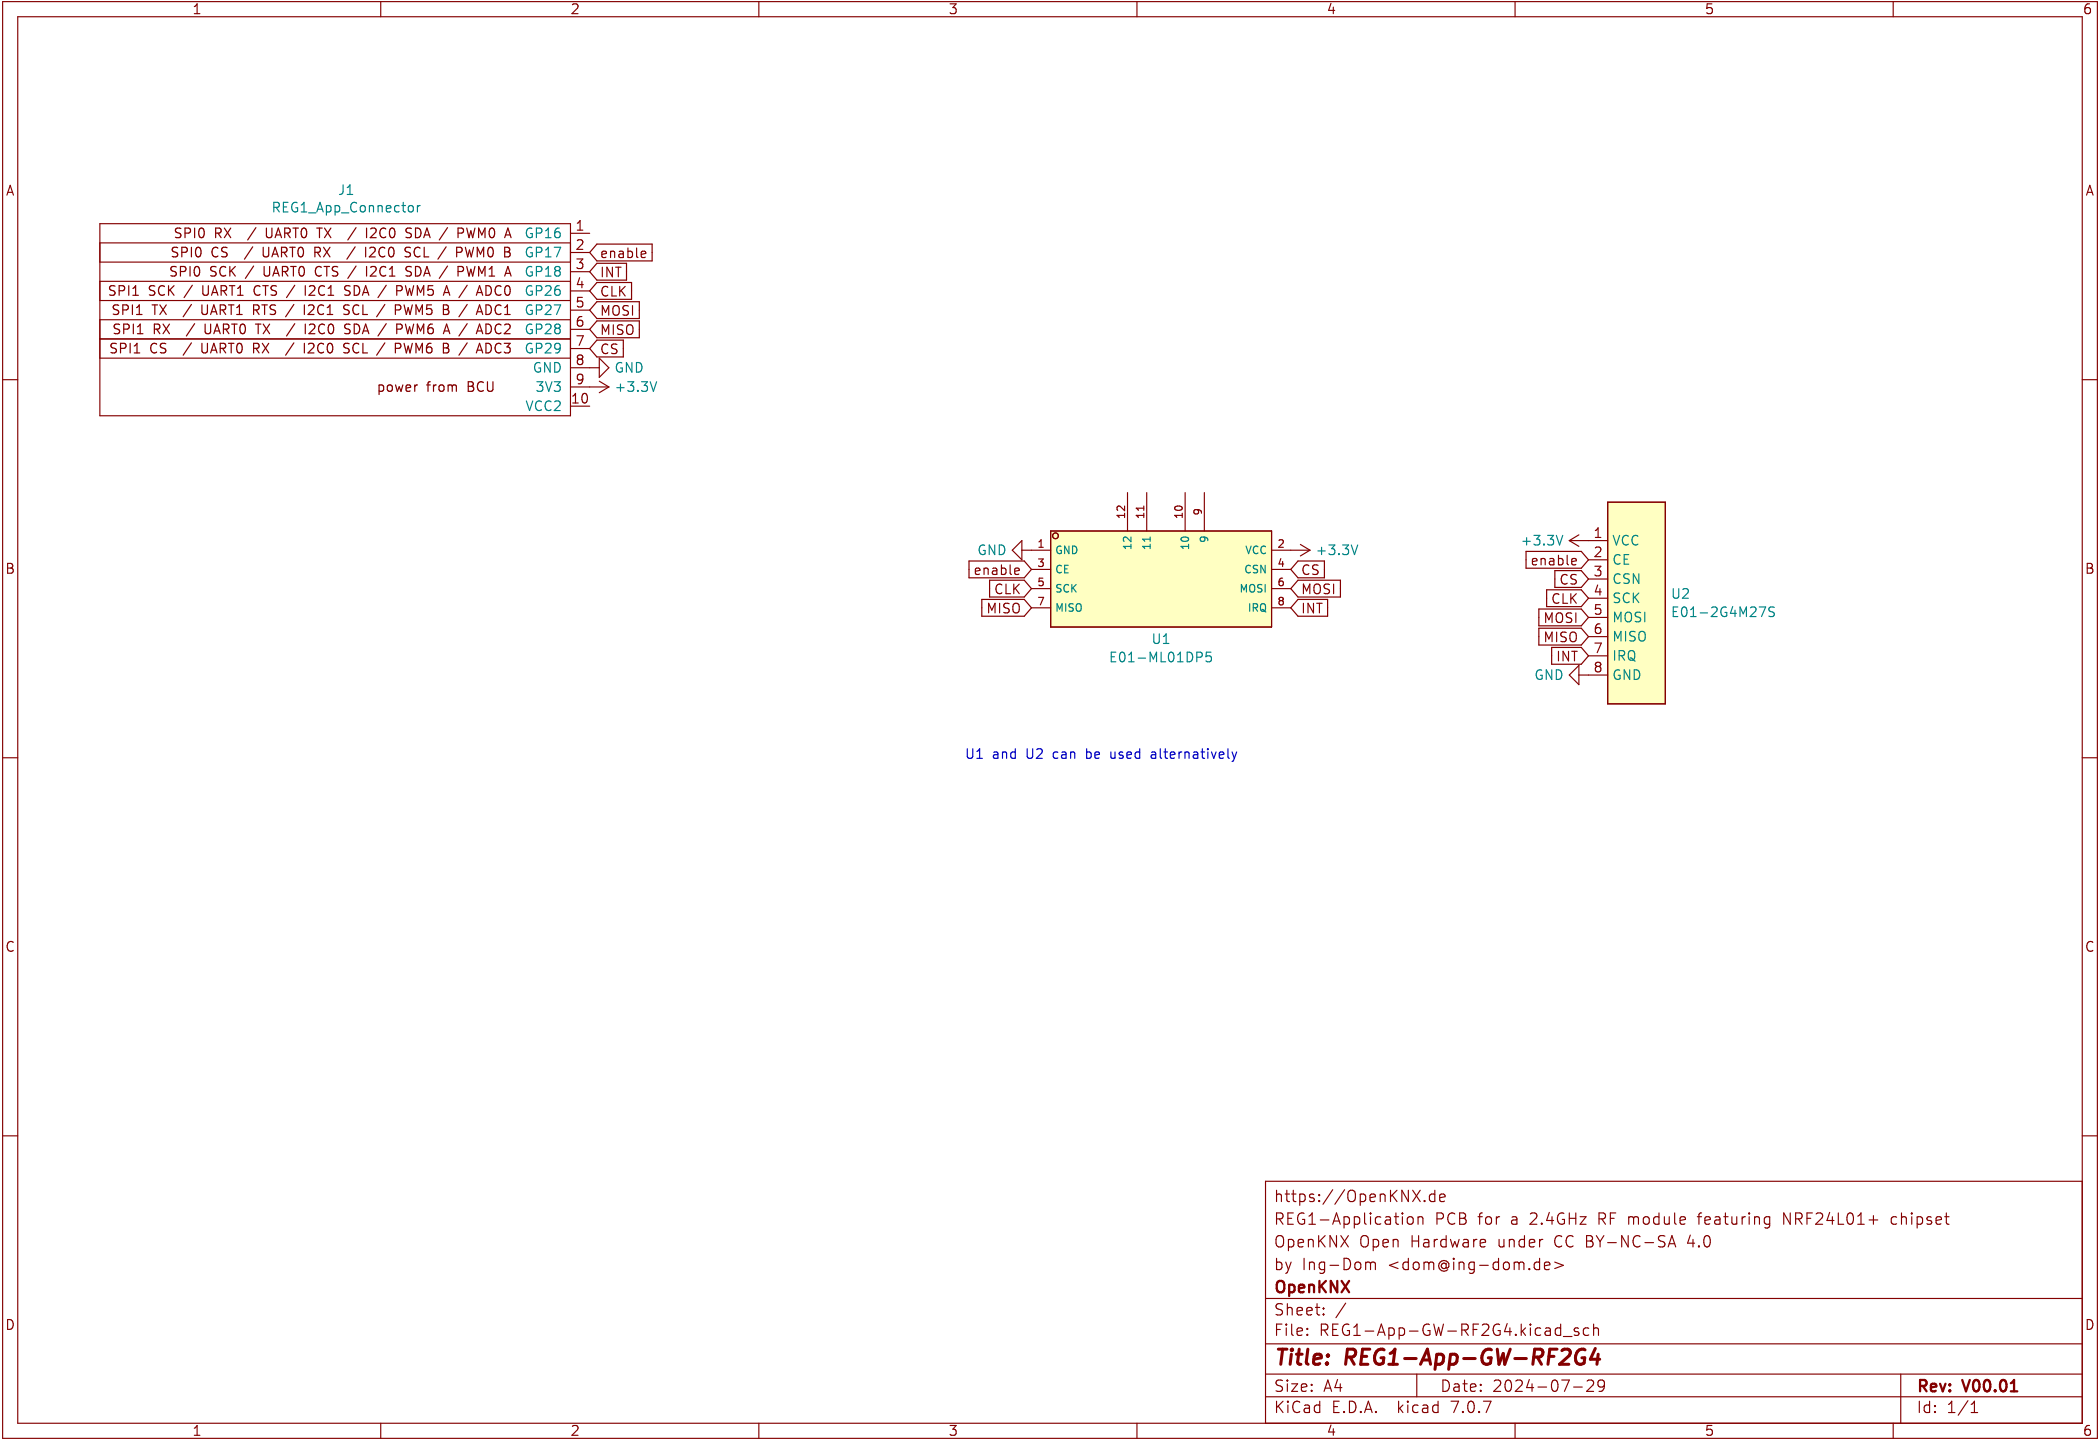 1 2 3 4 5 6
A A
J1
REG1_App_Connector
SPI0 RX / UART0 TX / I2C0 SDA / PWM0 A GP16 1
SPI0 CS / UART0 RX / I2C0 SCL / PWM0 B GP17 2 enable
SPI0 SCK / UART0 CTS / I2C1 SDA / PWM1 A GP18 3 INT
SPI1 SCK / UART1 CTS / I2C1 SDA / PWM5 A / ADC0 GP26 4 CLK
SPI1 TX / UART1 RTS / I2C1 SCL / PWM5 B / ADC1 GP27 5 MOSI
SPI1 RX / UART0 TX / I2C0 SDA / PWM6 A / ADC2 GP28 6 MISO
SPI1 CS / UART0 RX / I2C0 SCL / PWM6 B / ADC3 GP29 7 CS
GND 8 GND
power from BCU 3V3 9 +3.3V
VCC2 10
B B
12 11 10 9
12 11 10 9
GND 1 GND VCC 2 +3.3V
enable 3 CE CSN 4 CS
CLK 5 SCK MOSI 6 MOSI
MISO 7 MISO IRQ 8 INT
U1
E01-ML01DP5
+3.3V 1 VCC
enable 2 CE
CS 3 CSN
CLK 4 SCK
MOSI 5 MOSI
MISO 6 MISO
INT 7 IRQ
GND 8 GND
U2
E01-2G4M27S
U1 and U2 can be used alternatively
C C
D D
https://OpenKNX.de
REG1-Application PCB for a 2.4GHz RF module featuring NRF24L01+ chipset
OpenKNX Open Hardware under CC BY-NC-SA 4.0
by Ing-Dom <dom@ing-dom.de>
OpenKNX
Sheet: /
File: REG1-App-GW-RF2G4.kicad_sch
Title: REG1-App-GW-RF2G4
Size: A4 Date: 2024-07-29 Rev: V00.01
KiCad E.D.A. kicad 7.0.7 Id: 1/1
1 2 3 4 5 6